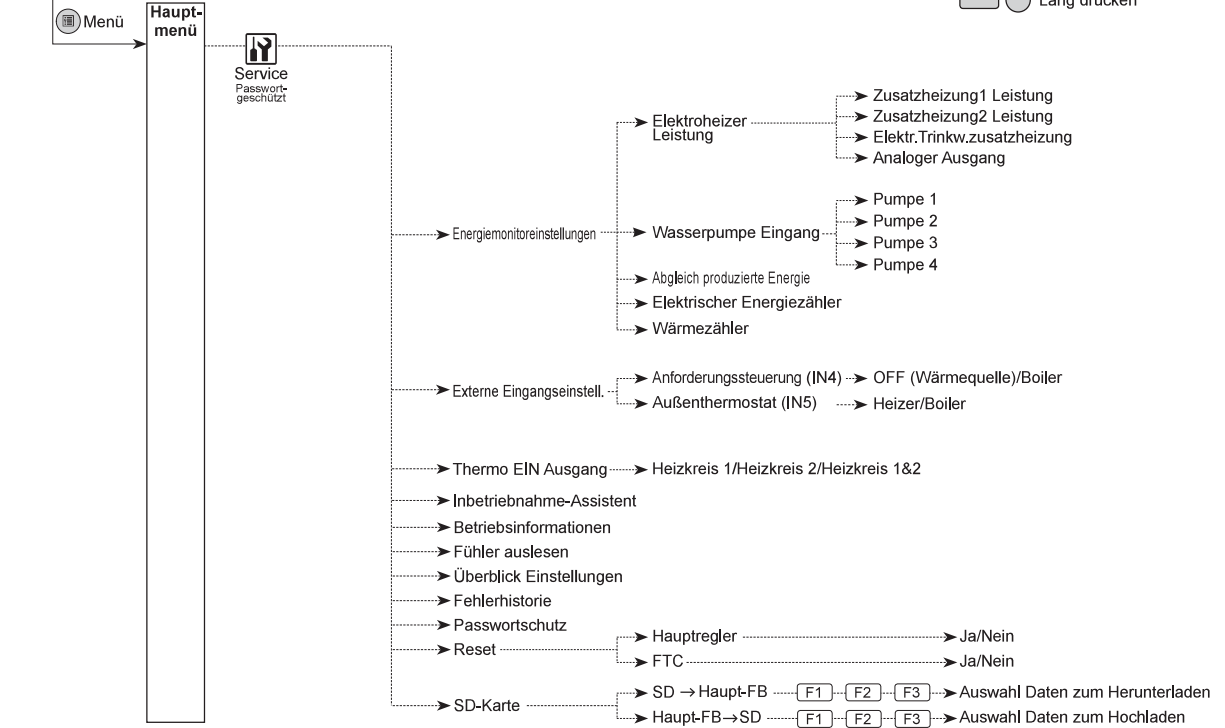 Lang drücken
Menü
Haupt-
menü
Service
Passwort-
geschützt
Energiemonitoreinstellungen
Elektroheizer
Leistung
Zusatzheizung1 Leistung
Zusatzheizung2 Leistung
Elektr.Trinkw.zusatzheizung
Analoger Ausgang
Wasserpumpe Eingang
Pumpe 1
Pumpe 2
Pumpe 3
Pumpe 4
Abgleich produzierte Energie
Elektrischer Energiezähler
Wärmezähler
Externe Eingangseinstell.
Anforderungssteuerung (IN4) OFF (Wärmequelle)/Boiler
Außenthermostat (IN5) Heizer/Boiler
Thermo EIN Ausgang Heizkreis 1/Heizkreis 2/Heizkreis 1&2
Inbetriebnahme-Assistent
Betriebsinformationen
Fühler auslesen
Überblick Einstellungen
Fehlerhistorie
Passwortschutz
Reset
Hauptregler Ja/Nein
FTC Ja/Nein
SD-Karte
SD → Haupt-FB F1 F2 F3 Auswahl Daten zum Herunterladen
Haupt-FB→SD F1 F2 F3 Auswahl Daten zum Hochladen